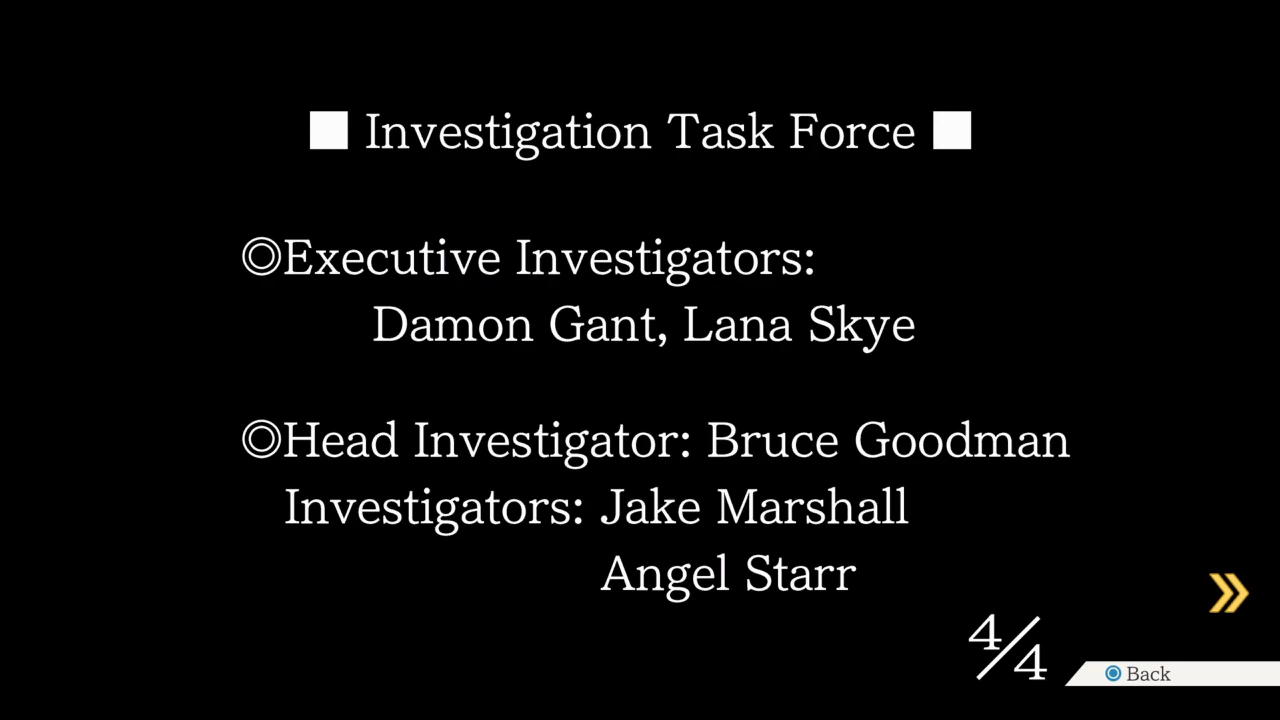 ■ Investigation Task Force ■
◎Executive Investigators:
Damon Gant, Lana Skye
◎Head Investigator: Bruce Goodman
Investigators: Jake Marshall
Angel Starr
4/4
Back